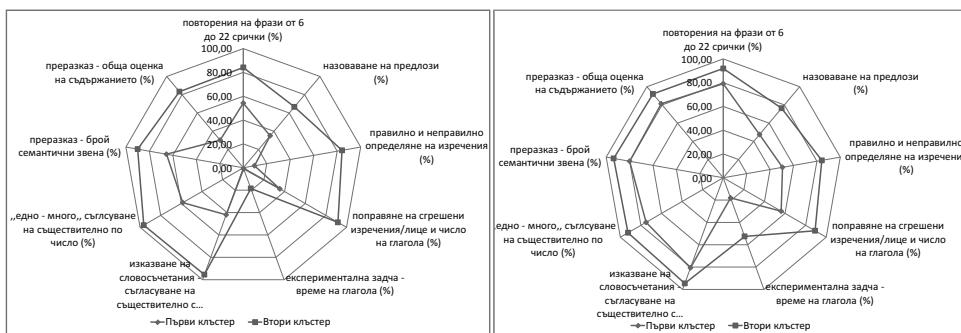 повторения на фрази от 6
до 22 срички (%)
100,00
80,00
60,00
40,00
20,00
0,00
назоваване на предлози
(%)
правилно и неправилно
определяне на изречения
(%)
поправяне на сгрешени
изречения/лице и число на
глагола (%)
експериментална задча -
време на глагола (%)
изказване на
словосъчетания -
съгласуване на
съществително с...
,,едно - много,, съглсуване
на съществително по
число (%)
преразказ - брой
семантични звена (%)
преразказ - обща оценка
на съдържанието (%)
Първи клъстер
Втори клъстер
повторения на фрази от 6
до 22 срички (%)
100,00
80,00
60,00
40,00
20,00
0,00
назоваване на предлози
(%)
правилно и неправилно
определяне на изречения
(%)
поправяне на сгрешени
изречения/лице и число на
глагола (%)
експериментална задча -
време на глагола (%)
изказване на
словосъчетания -
съгласуване на
съществително с...
,,едно - много,, съглсуване
на съществително по
число (%)
преразказ - брой
семантични звена (%)
преразказ - обща оценка
на съдържанието (%)
Първи клъстер
Втори клъстер